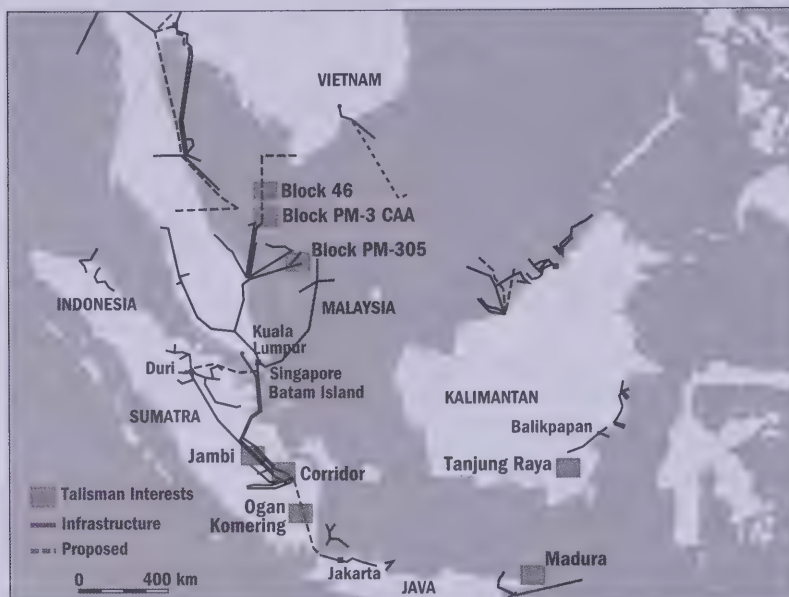 VIETNAM
Block 46
Block PM-3 CAA
Block PM-305
INDONESIA
MALAYSIA
Kuala
Lumpur
Duri
Singapore
Batam Island
SUMATRA
KALIMANTAN
Balikpapan
Jambi
Corridor
Tanjung Raya
Talisman Interests
Ogan
Komering
Infrastructure
Proposed
Madura
Jakarta
0 400 km
JAVA